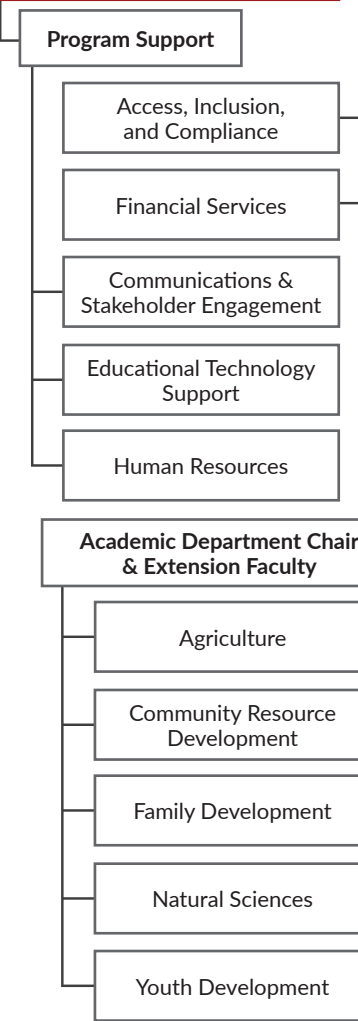 Program Support
Access, Inclusion,
and Compliance
Financial Services
Communications &
Stakeholder Engagement
Educational Technology
Support
Human Resources
Academic Department Chair
& Extension Faculty
Agriculture
Community Resource
Development
Family Development
Natural Sciences
Youth Development